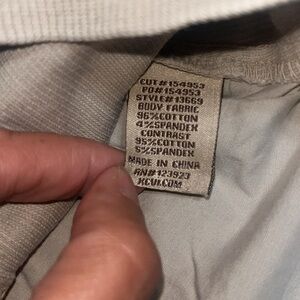 CUT#154953
PO#154953
STYLE#13669
BODY FABRIC
96%COTTON
4%SPANDEX
CONTRAST
95%COTTON
5%SPANDEX
MADE IN CHINA
RN#123923
XCVI.COM